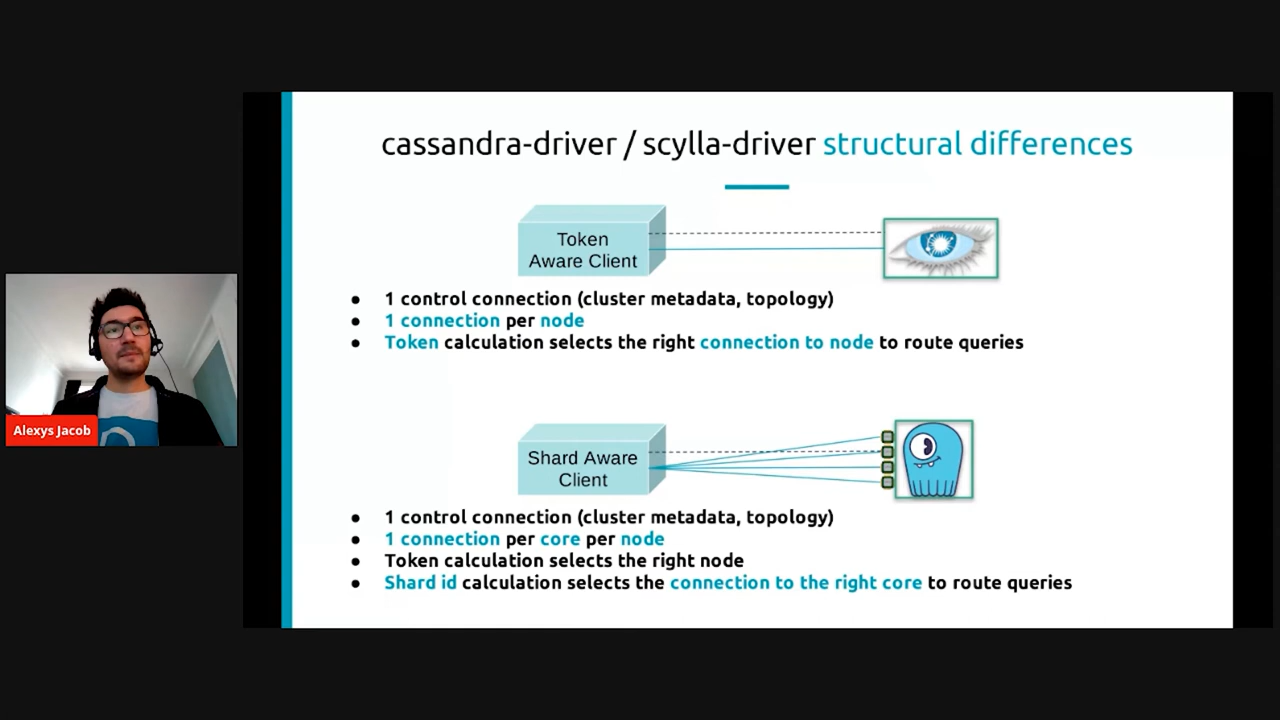 cassandra-driver / scylla-driver structural differences
Token
Aware Client
● 1 control connection (cluster metadata, topology)
● 1 connection per node
● Token calculation selects the right connection to node to route queries
Shard Aware
Client
● 1 control connection (cluster metadata, topology)
● 1 connection per core per node
● Token calculation selects the right node
● Shard id calculation selects the connection to the right core to route queries
Alexys Jacob